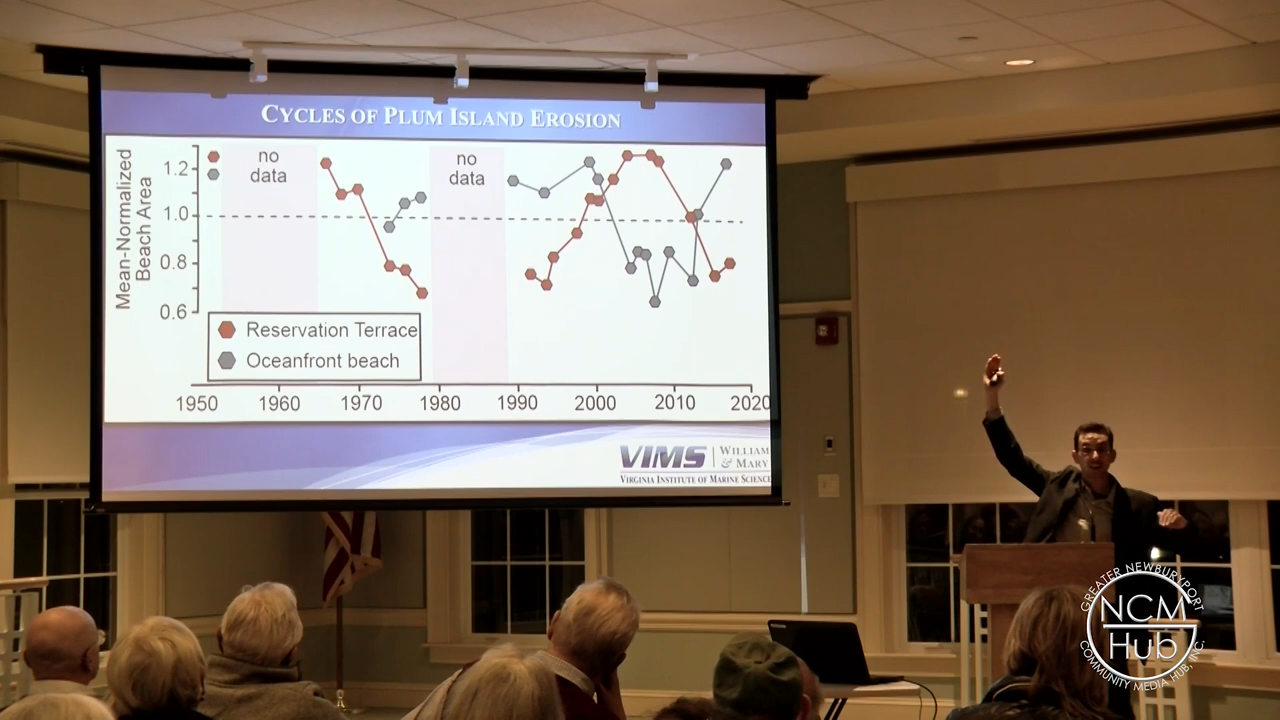 CYCLES OF PLUM ISLAND EROSION
Mean-Normalized
Beach Area
1.2
1.0
0.8
0.6
no
data
no
data
Reservation Terrace
Oceanfront beach
1950 1960 1970 1980 1990 2000 2010 2020
VIMS
WILLIAM
& MARY
VIRGINIA INSTITUTE OF MARINE SCIENCE
GREATER NEWBURYPORT
NCM
Hub
COMMUNITY MEDIA HUB, INC.